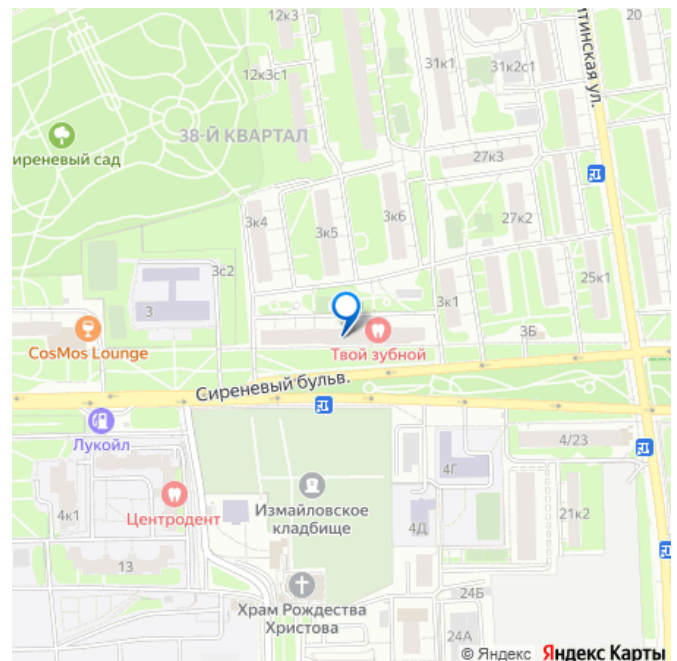 12к3
20
итинская ул.
31к1
31к2с1
12к3с1
38-Й КВАРТАЛ
иреневый сад
27к3
3к4
3к5
3к6
27к2
3с2
25к1
3
3к1
3Б
CosMos Lounge
Твой зубной
Сиреневый бульв.
Лукойл
4/23
4Г
Измайловское
кладбище
4к1
Центродент
21к2
4Д
13
24Б
Храм Рождества
Христова
24А
© Яндекс Яндекс Карты